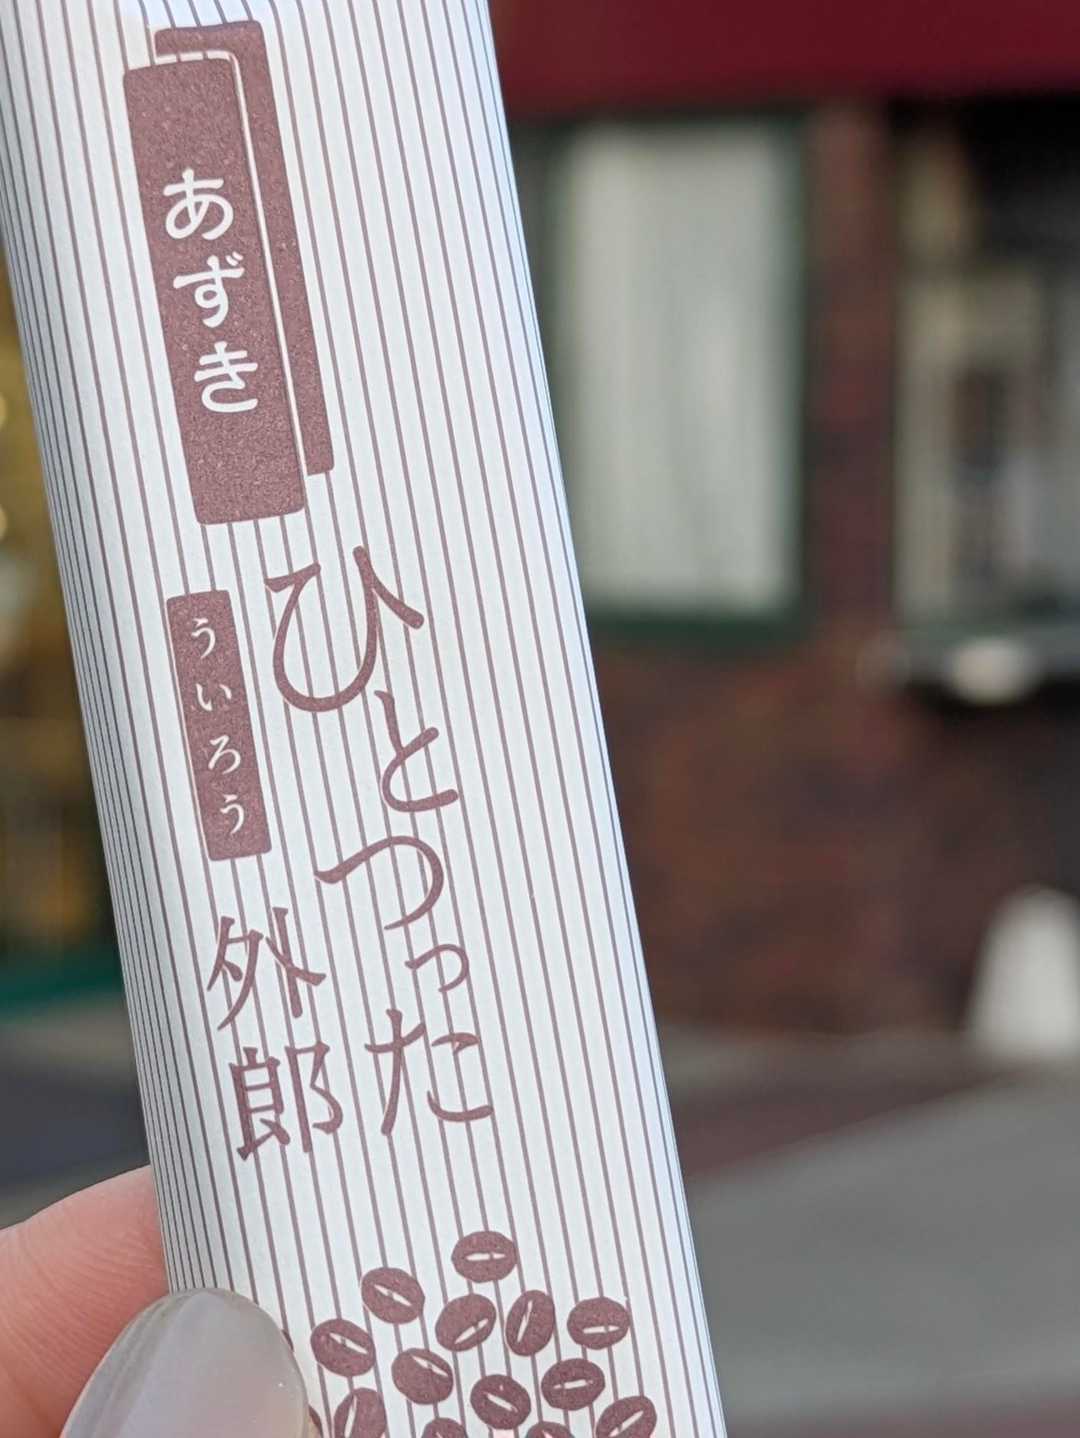 あずき
ひとつった
ういろう
外郎